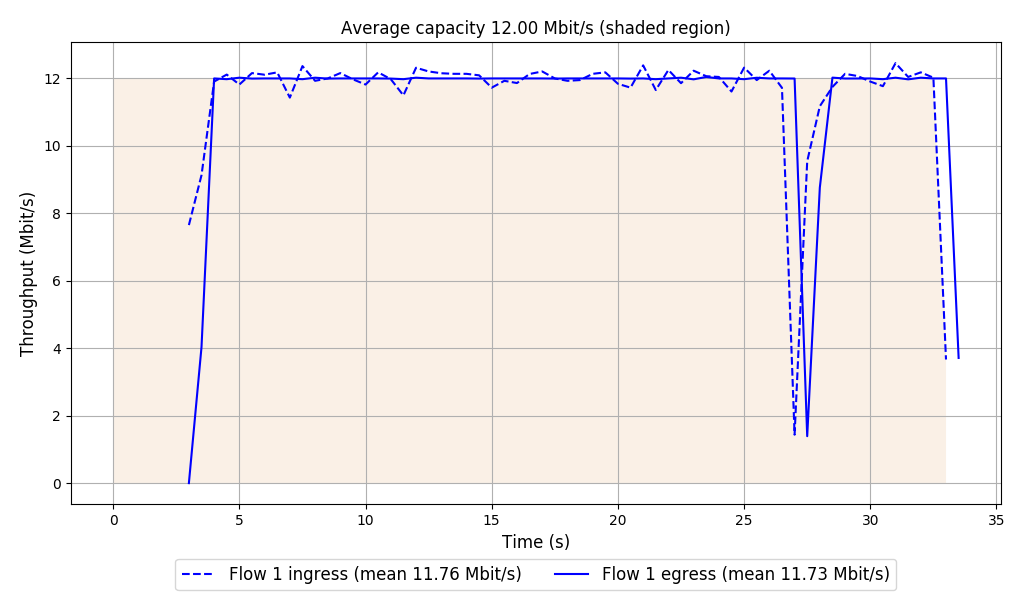 Average capacity 12.00 Mbit/s (shaded region)
Throughput (Mbit/s)
12
10
8
6
4
2
0
0 5 10 15 20 25 30 35
Time (s)
Flow 1 ingress (mean 11.76 Mbit/s) Flow 1 egress (mean 11.73 Mbit/s)